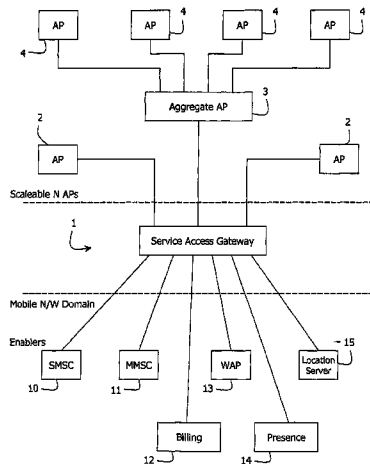 4
4
4
4
AP
AP
AP
AP
Aggregate AP
3
2
2
AP
AP
Scaleable N APs
1
Service Access Gateway
Mobile N/W Domain
Enablers
SMSC
MMSC
WAP
Location
Server
15
10
11
13
Billing
Presence
12
14